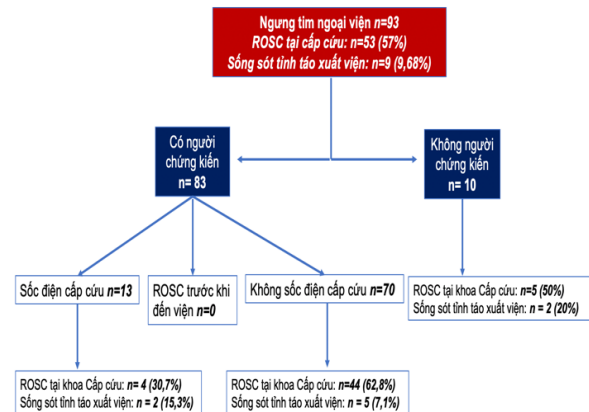 Ngưng tim ngoại viện n=93
ROSC tại cấp cứu: n=53 (57%)
Sống sót tỉnh táo xuất viện: n=9 (9,68%)
Có người
chứng kiến
n= 83
Không người
chứng kiến
n= 10
Sốc điện cấp cứu n=13
ROSC trước khi
đến viện
n=0
Không sốc điện cấp cứu n=70
ROSC tại khoa Cấp cứu: n=5 (50%)
Sống sót tỉnh táo xuất viện: n = 2 (20%)
ROSC tại khoa Cấp cứu: n= 4 (30,7%)
Sống sót tỉnh táo xuất viện: n = 2 (15,3%)
ROSC tại khoa Cấp cứu: n=44 (62,8%)
Sống sót tỉnh táo xuất viện: n = 5 (7,1%)